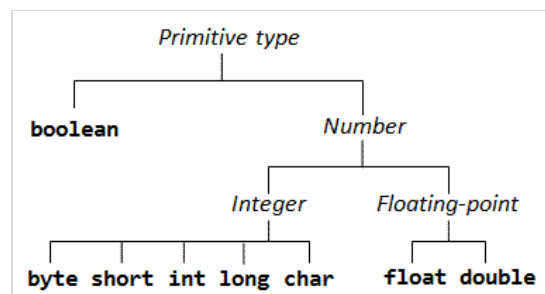 Primitive type
boolean
Number
Integer
Floating-point
byte short int long char
float double